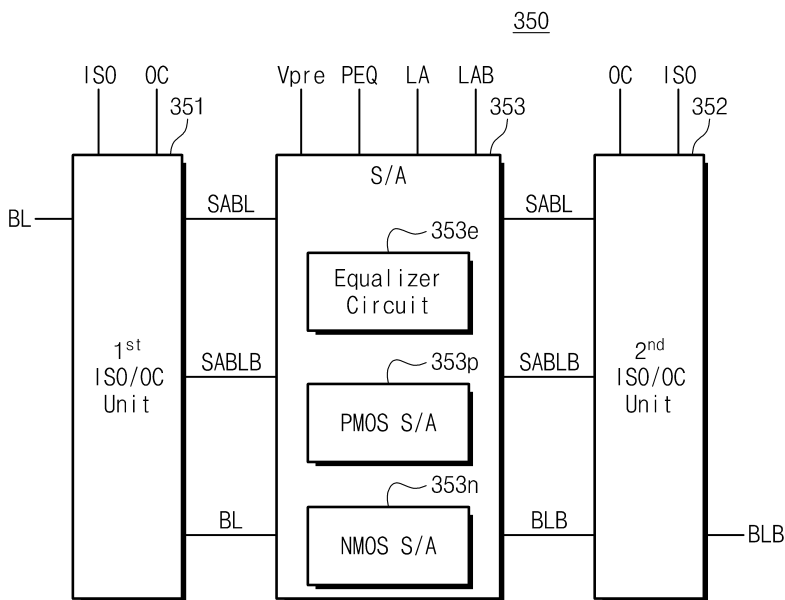 350
ISO OC
351
Vpre PEQ LA LAB
353
OC ISO
352
S/A
BL
SABL
SABL
353e
Equalizer
Circuit
1st
ISO/OC
Unit
SABLB
353p
PMOS S/A
SABLB
2nd
ISO/OC
Unit
353n
BL
NMOS S/A
BLB
BLB